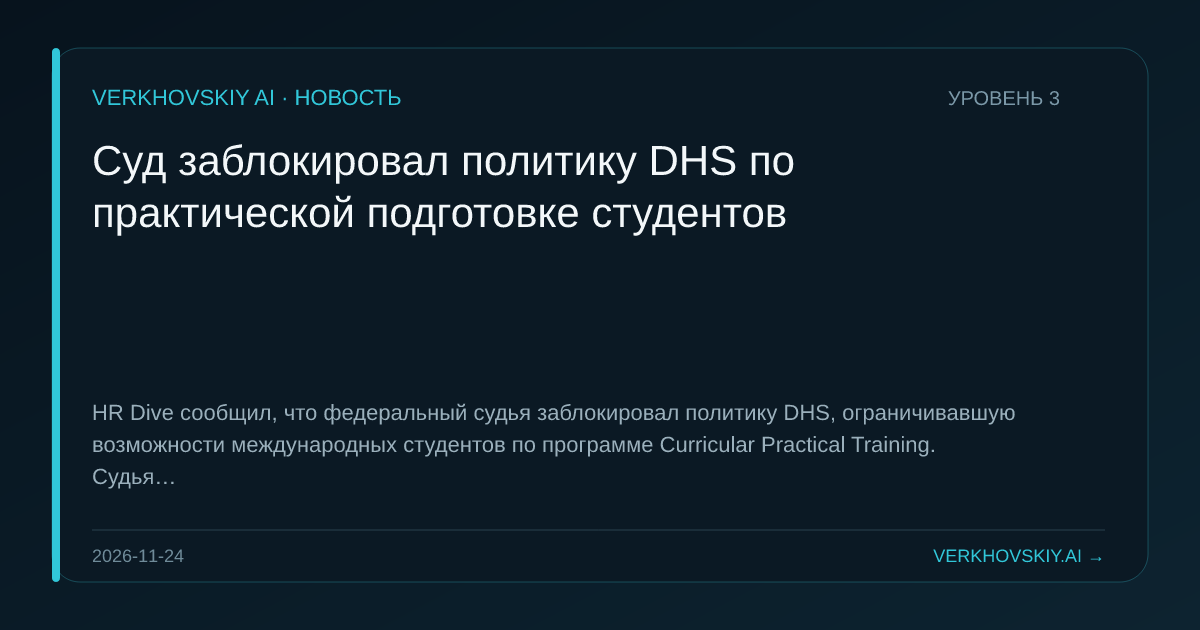 VERKHOVSKIY AI · НОВОСТЬ
УРОВЕНЬ 3
Суд заблокировал политику DHS по
практической подготовке студентов
HR Dive сообщил, что федеральный судья заблокировал политику DHS, ограничивавшую
возможности международных студентов по программе Curricular Practical Training.
Судья…
2026-11-24
VERKHOVSKIY.AI →